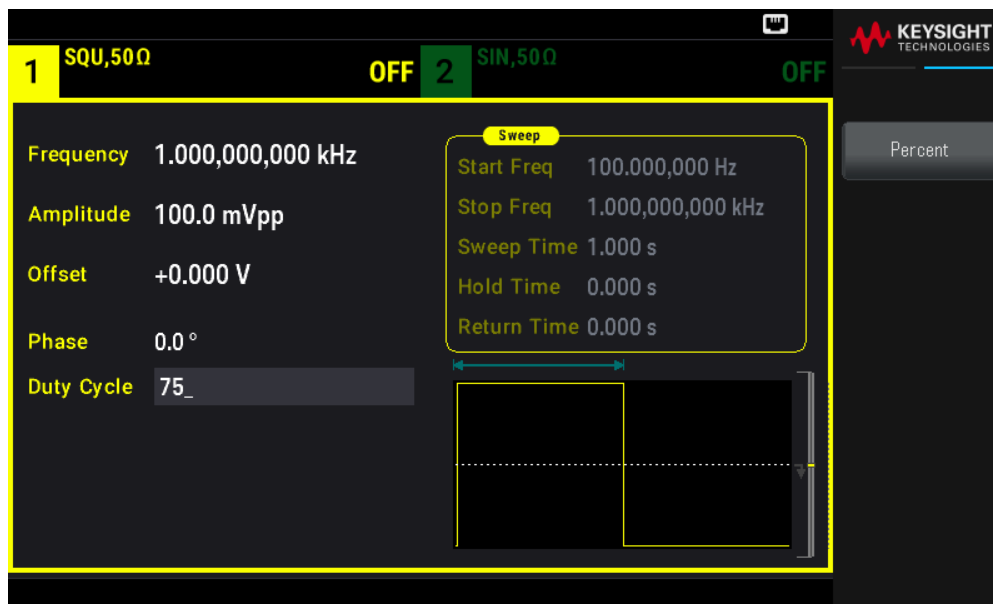 KEYSIGHT
TECHNOLOGIES
1 SQU,50Ω OFF 2 SIN,50Ω OFF
Frequency 1.000,000,000 kHz
Amplitude 100.0 mVpp
Offset +0.000 V
Phase 0.0 °
Duty Cycle 75_
Sweep
Start Freq 100.000,000 Hz
Stop Freq 1.000,000,000 kHz
Sweep Time 1.000 s
Hold Time 0.000 s
Return Time 0.000 s
Percent